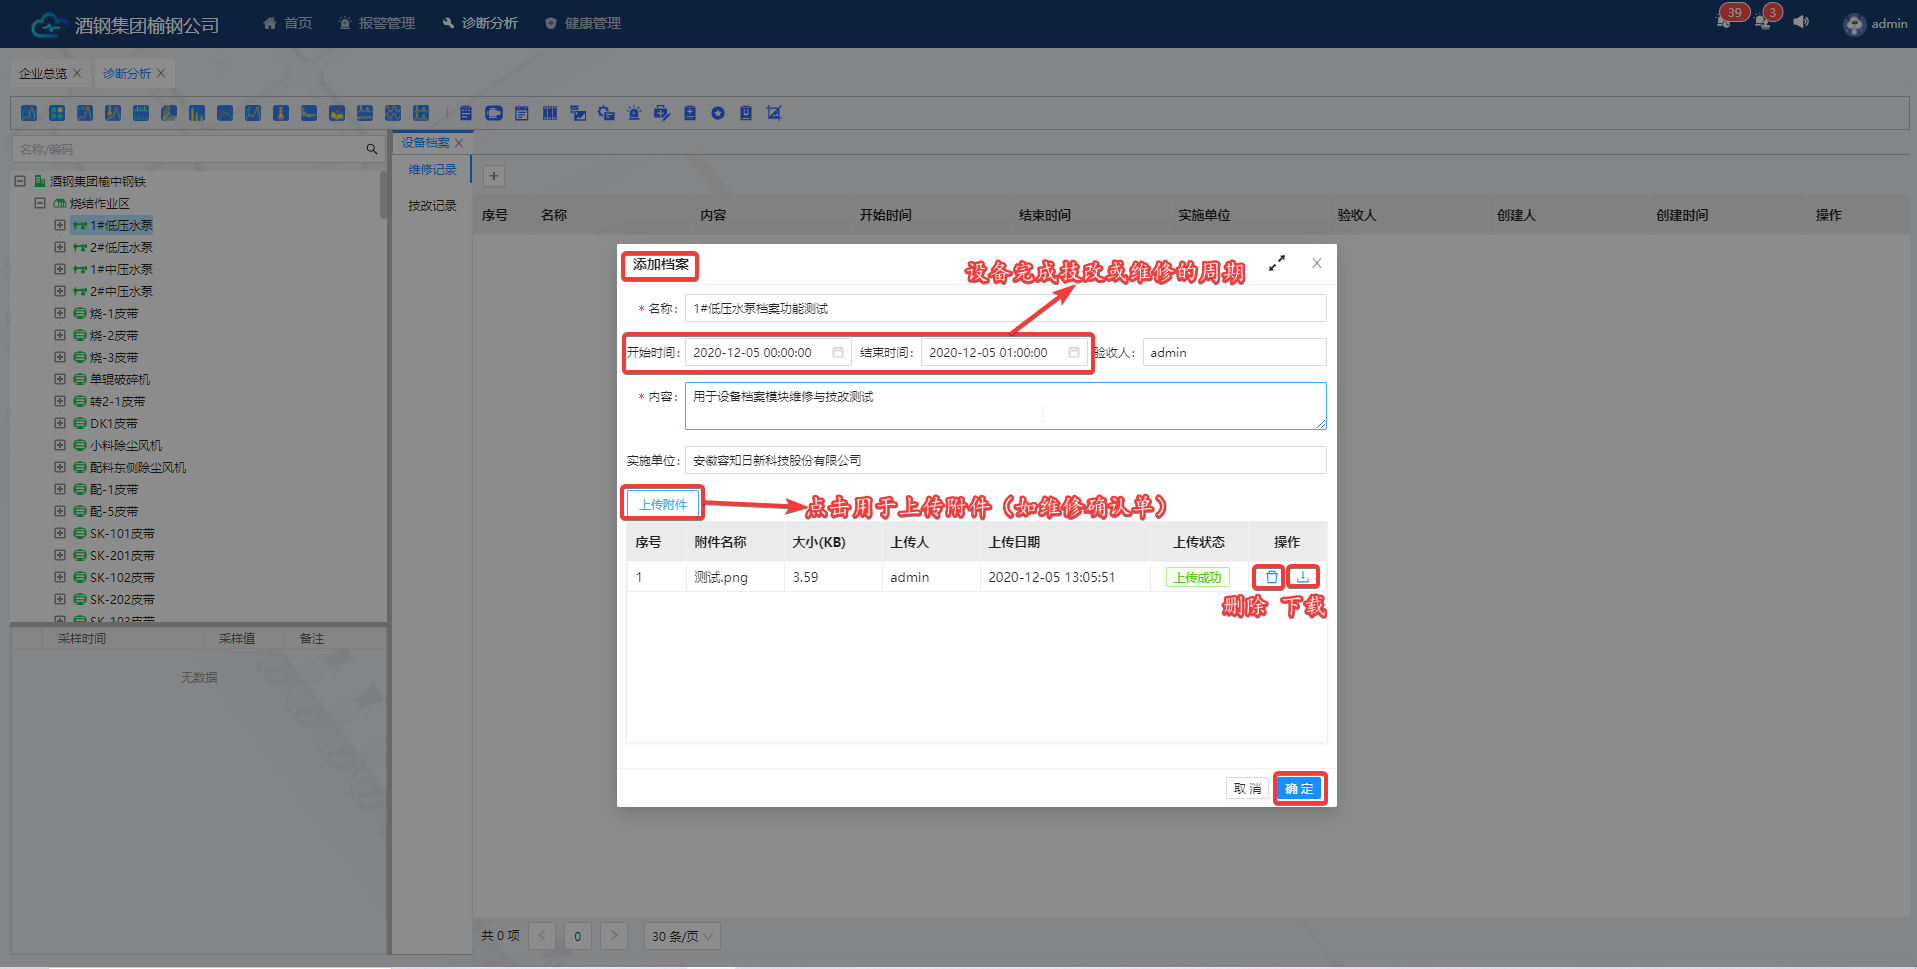 酒钢集团榆钢公司
首页
报警管理
诊断分析
健康管理
39
3
admin
企业总览
诊断分析
名称/编码
设备档案
维修记录
技改记录
酒钢集团榆中钢铁
烧结作业区
1#低压水泵
2#低压水泵
1#中压水泵
2#中压水泵
烧-1皮带
烧-2皮带
烧-3皮带
单辊破碎机
转2-1皮带
DK1皮带
小料除尘风机
配料东侧除尘风机
配-1皮带
配-5皮带
SK-101皮带
SK-201皮带
SK-102皮带
SK-202皮带
SK-103皮带
采样时间 采样值 备注
无数据
序号 名称 内容 开始时间 结束时间 实施单位 验收人 创建人 创建时间 操作
添加档案
设备完成技改或维修的周期
* 名称: 1#低压水泵档案功能测试
开始时间: 2020-12-05 00:00:00 结束时间: 2020-12-05 01:00:00 验收人: admin
* 内容: 用于设备档案模块维修与技改测试
实施单位: 安徽容知日新科技股份有限公司
上传附件
点击用于上传附件（如维修确认单）
序号 附件名称 大小(KB) 上传人 上传日期 上传状态 操作
1 测试.png 3.59 admin 2020-12-05 13:05:51 上传成功
删除 下载
取消 确定
共 0 项 < 0 > 30 条/页